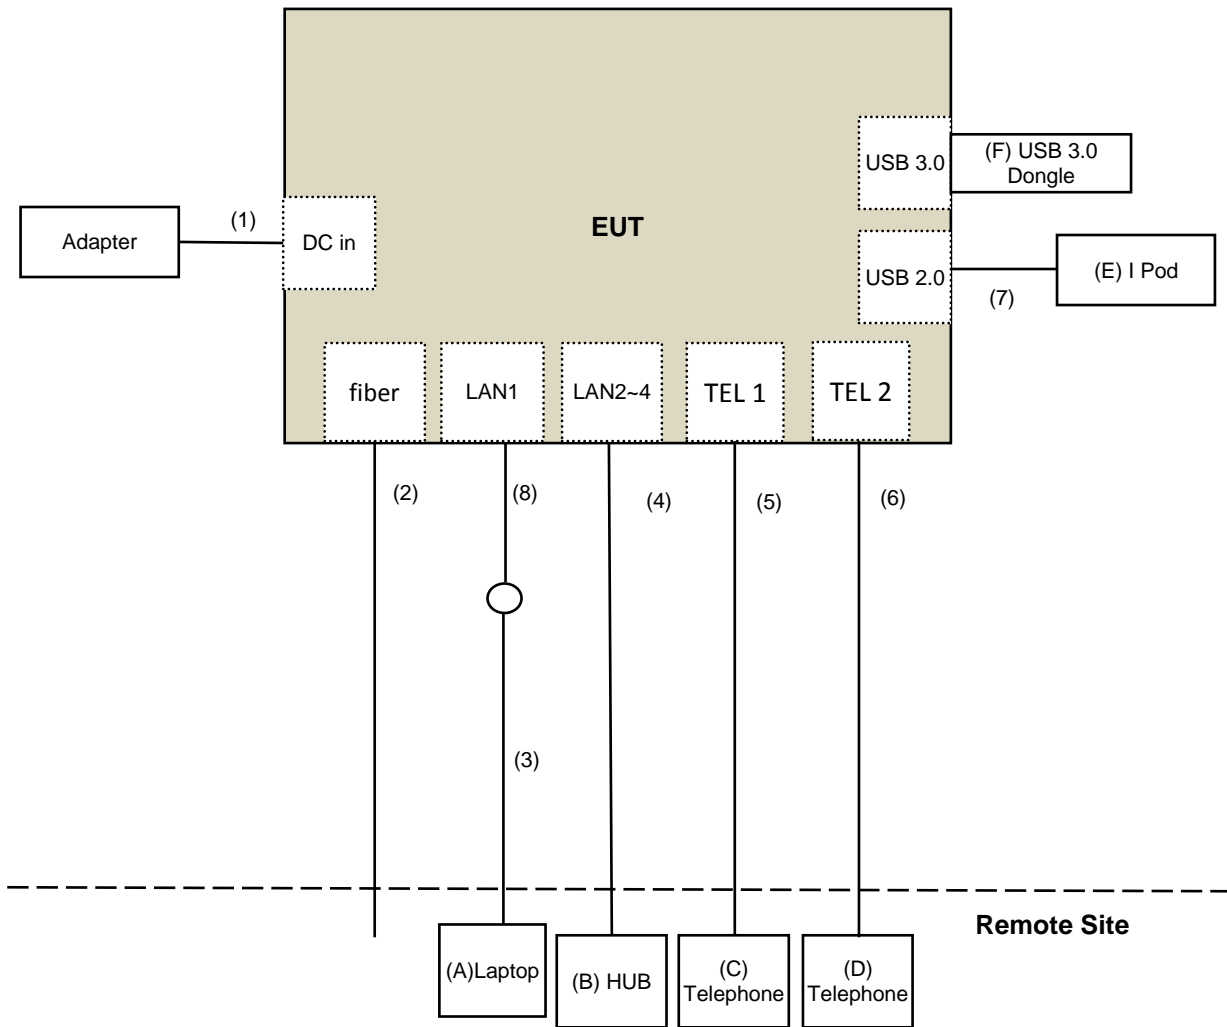 USB 3.0
(F) USB 3.0
Dongle
(1)
Adapter
DC in
EUT
USB 2.0
(E) I Pod
(7)
fiber
LAN1
LAN2~4
TEL 1
TEL 2
(2)
(8)
(4)
(5)
(6)
(3)
Remote Site
(A)Laptop
(B) HUB
(C)
Telephone
(D)
Telephone